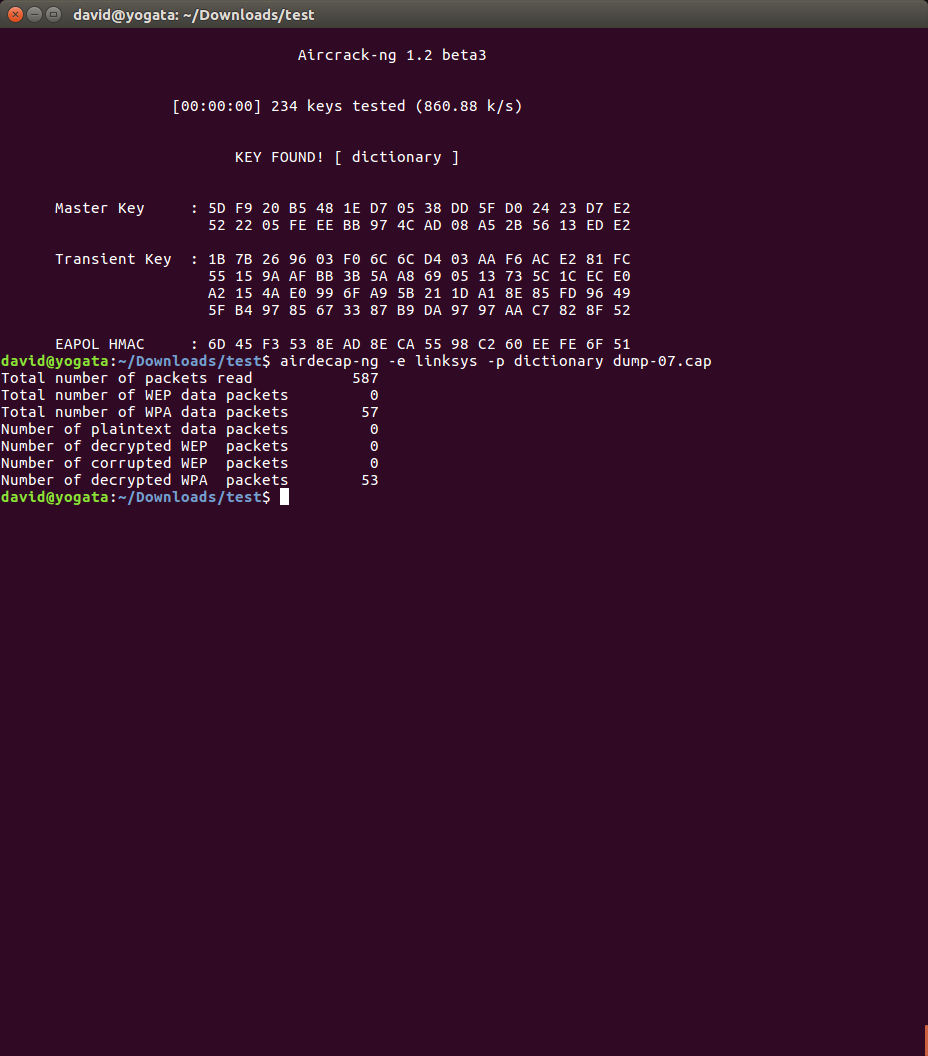 david@yogata: ~/Downloads/test
Aircrack-ng 1.2 beta3
[00:00:00] 234 keys tested (860.88 k/s)
KEY FOUND! [ dictionary ]
Master Key     : 5D F9 20 B5 48 1E D7 05 38 DD 5F D0 24 23 D7 E2
52 22 05 FE EE BB 97 4C AD 08 A5 2B 56 13 ED E2
Transient Key  : 1B 7B 26 96 03 F0 6C 6C D4 03 AA F6 AC E2 81 FC
55 15 9A AF BB 3B 5A A8 69 05 13 73 5C 1C EC E0
A2 15 4A E0 99 6F A9 5B 21 1D A1 8E 85 FD 96 49
5F B4 97 85 67 33 87 B9 DA 97 97 AA C7 82 8F 52
EAPOL HMAC     : 6D 45 F3 53 8E AD 8E CA 55 98 C2 60 EE FE 6F 51
david@yogata:~/Downloads/test$ airdecap-ng -e linksys -p dictionary dump-07.cap
Total number of packets read           587
Total number of WEP data packets         0
Total number of WPA data packets        57
Number of plaintext data packets         0
Number of decrypted WEP  packets         0
Number of corrupted WEP  packets         0
Number of decrypted WPA  packets        53
david@yogata:~/Downloads/test$